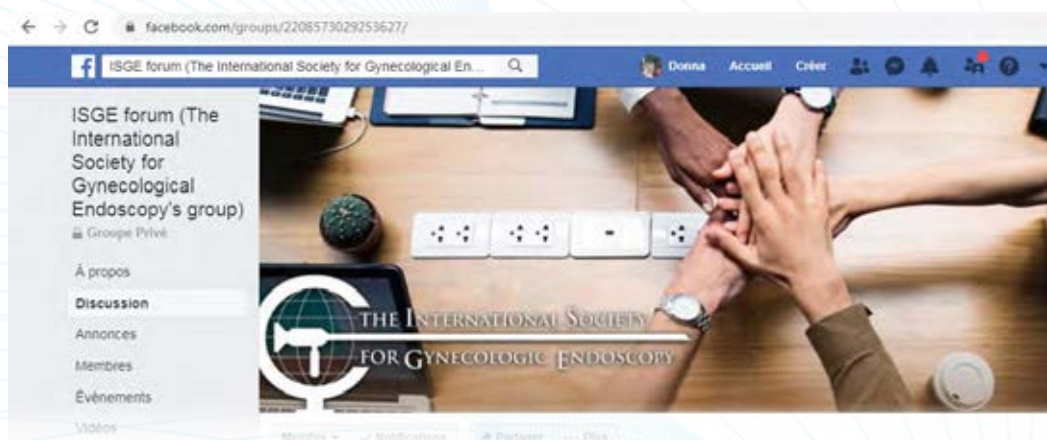 facebook.com/groups/2208573029253627/
ISGE forum (The International Society for Gynecological En...
Donna Accueil Créer
ISGE forum (The
International
Society for
Gynecological
Endoscopy's group)
Groupe Privé
À propos
Discussion
Annonces
Membres
Évènements
Vidéos
THE INTERNATIONAL SOCIETY
FOR GYNECOLOGIC ENDOSCOPY
Membre Notifications Partager Plus